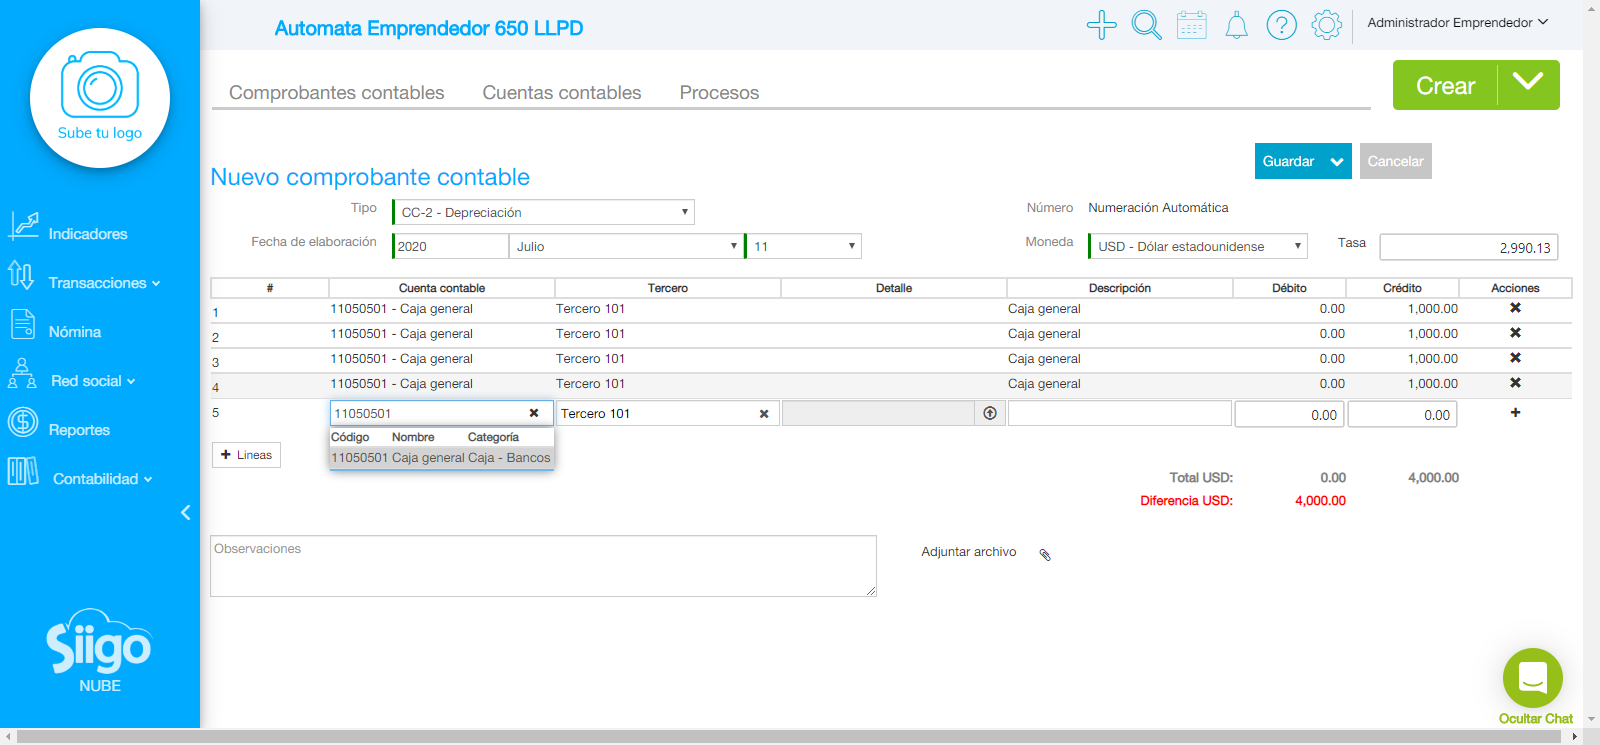 Automata Emprendedor 650 LLPD
Administrador Emprendedor
Sube tu logo
Comprobantes contables Cuentas contables Procesos
Crear
Nuevo comprobante contable
Guardar Cancelar
Tipo CC-2 - Depreciación Número Numeración Automática
Fecha de elaboración 2020 Julio 11 Moneda USD - Dólar estadounidense Tasa 2,990.13
# Cuenta contable Tercero Detalle Descripción Débito Crédito Acciones
1 11050501 - Caja general Tercero 101 Caja general 0.00 1,000.00
2 11050501 - Caja general Tercero 101 Caja general 0.00 1,000.00
3 11050501 - Caja general Tercero 101 Caja general 0.00 1,000.00
4 11050501 - Caja general Tercero 101 Caja general 0.00 1,000.00
5 11050501 Tercero 101 0.00 0.00
Código Nombre Categoría
11050501 Caja general Caja - Bancos
Lineas
Total USD: 0.00 4,000.00
Diferencia USD: 4,000.00
Observaciones
Adjuntar archivo
Indicadores
Transacciones
Nómina
Red social
Reportes
Contabilidad
Siigo
NUBE
Ocultar Chat